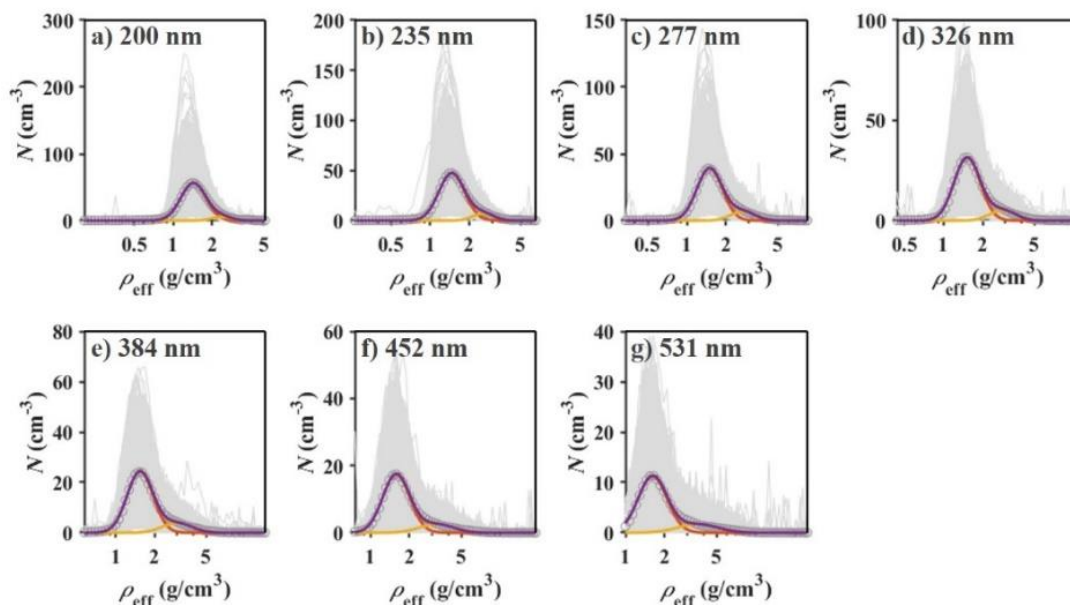 a) 200 nm
300
200
100
0
N (cm⁻³)
0.5 1 2 5
ρeff (g/cm³)
b) 235 nm
200
150
100
50
0
N (cm⁻³)
0.5 1 2 5
ρeff (g/cm³)
c) 277 nm
150
100
50
0
N (cm⁻³)
0.5 1 2 5
ρeff (g/cm³)
d) 326 nm
100
50
0
N (cm⁻³)
0.5 1 2 5
ρeff (g/cm³)
e) 384 nm
80
60
40
20
0
N (cm⁻³)
1 2 5
ρeff (g/cm³)
f) 452 nm
60
40
20
0
N (cm⁻³)
1 2 5
ρeff (g/cm³)
g) 531 nm
40
30
20
10
0
N (cm⁻³)
1 2 5
ρeff (g/cm³)